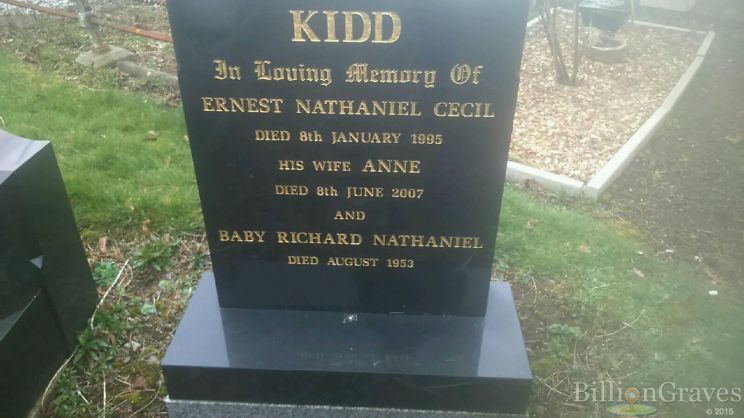 KIDD
In Loving Memory Of
ERNEST NATHANIEL CECIL
DIED 8th JANUARY 1995
HIS WIFE ANNE
DIED 8th JUNE 2007
AND
BABY RICHARD NATHANIEL
DIED AUGUST 1953
BillionGraves
© 2015